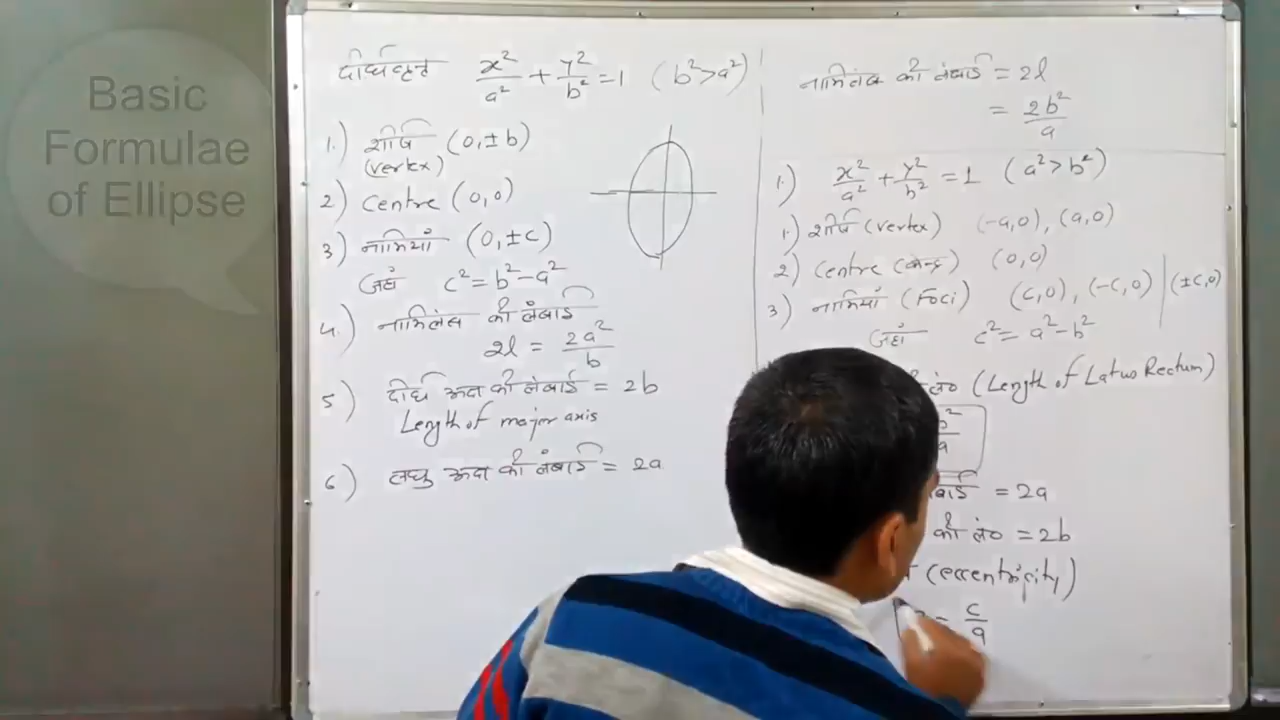 Basic
Formulae
of Ellipse
दीर्घवृत्त x²/a² + y²/b² = 1 (b² > a²)
1.) शीर्ष (0, ±b)
(vertex)
2) Centre (0, 0)
3) नाभियाँ (0, ±c)
जहाँ c² = b² - a²
4.) नाभिलंब की लंबाई
2l = 2a²/b
5) दीर्घ अक्ष की लंबाई = 2b
Length of major axis
6) लघु अक्ष की लंबाई = 2a
नाभिलंब की लंबाई = 2l
= 2b²/a
1.) x²/a² + y²/b² = 1 (a² > b²)
1.) शीर्ष (vertex) (-a, 0), (a, 0)
2) Centre (केन्द्र) (0, 0)
3) नाभियाँ (Foci) (c, 0), (-c, 0) | (±c, 0)
जहाँ c² = a² - b²
लं० (Length of Latus Rectum)
b²/a
= 2a
की लं० = 2b
(eccentricity)
= c/a